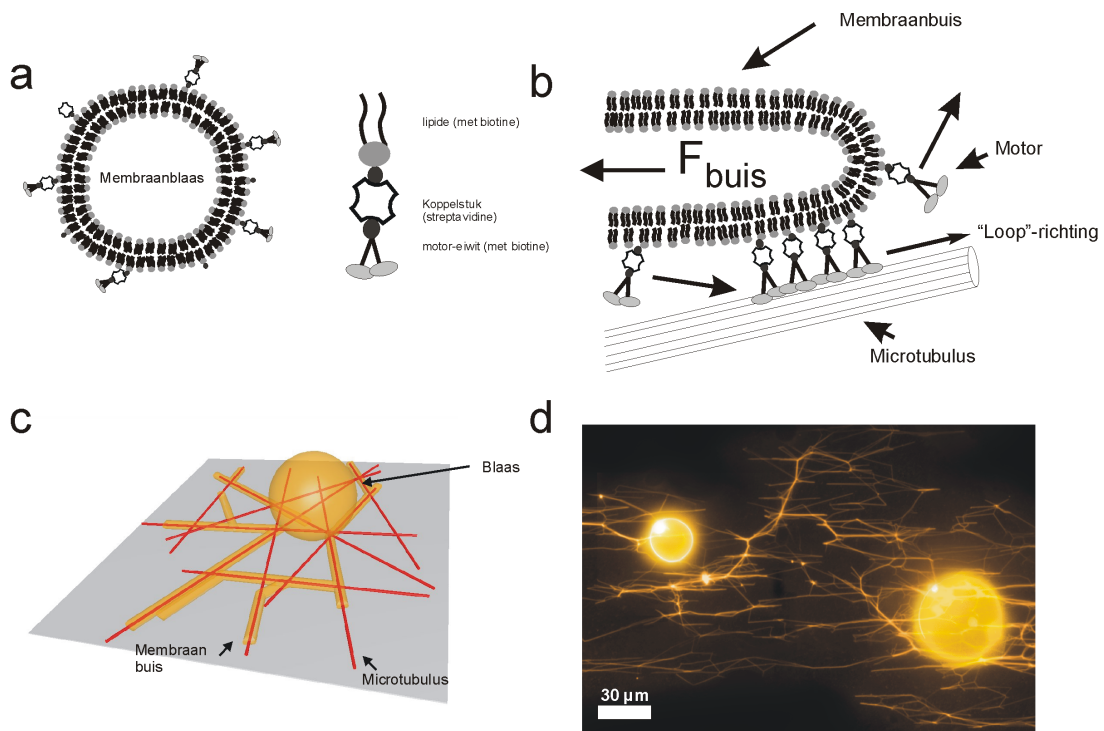 a
Membraanblaas
lipide (met biotine)
Koppelstuk
(streptavidine)
motor-eiwit (met biotine)
b
Membraanbuis
F buis
Motor
"Loop"-richting
Microtubulus
c
Blaas
Membraan
buis
Microtubulus
d
30 µm